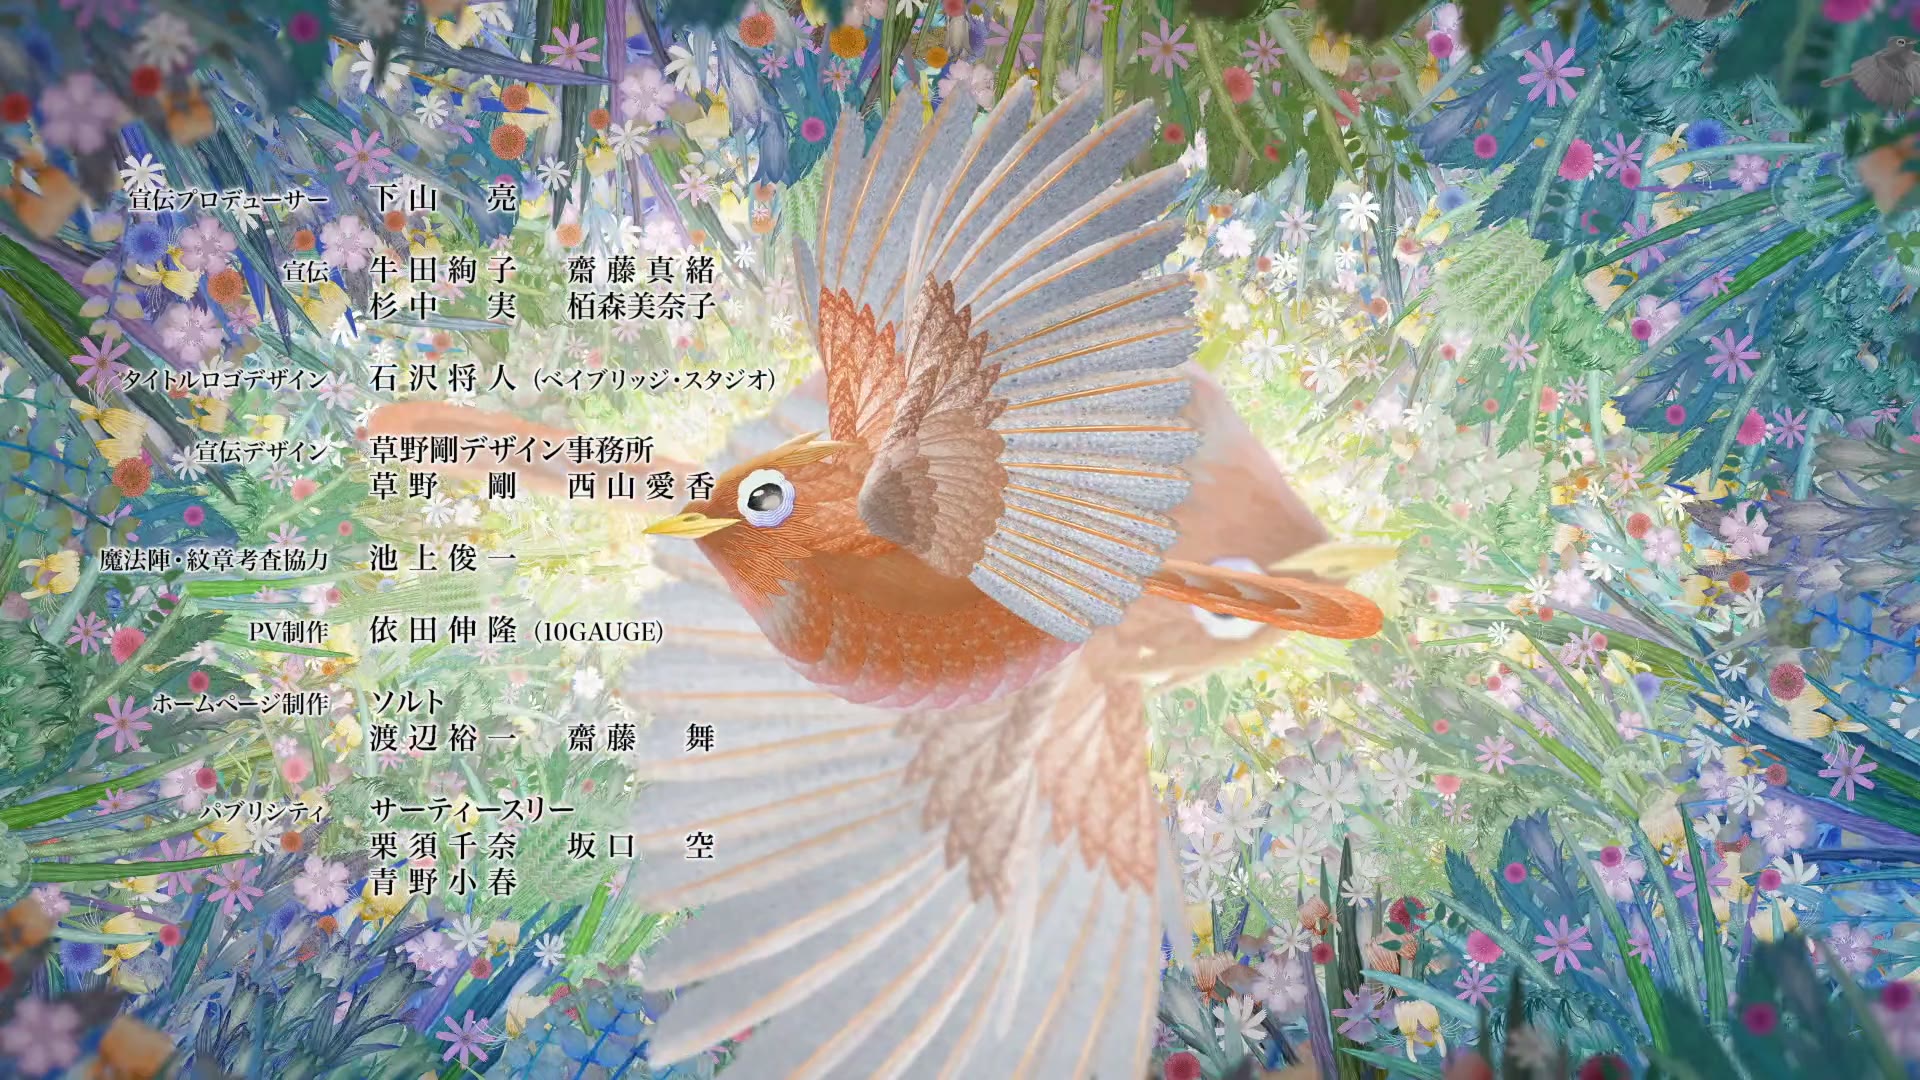 宣伝プロデューサー 下山 亮
宣伝 牛田絢子 齋藤真緒
杉中 実 栢森美奈子
タイトルロゴデザイン 石沢将人 (ベイブリッジ・スタジオ)
宣伝デザイン 草野剛デザイン事務所
草野 剛 西山愛香
魔法陣・紋章考査協力 池上俊一
PV制作 依田伸隆 (10GAUGE)
ホームページ制作 ソルト
渡辺裕一 齋藤 舞
パブリシティ サーティースリー
栗須千奈 坂口 空
青野小春